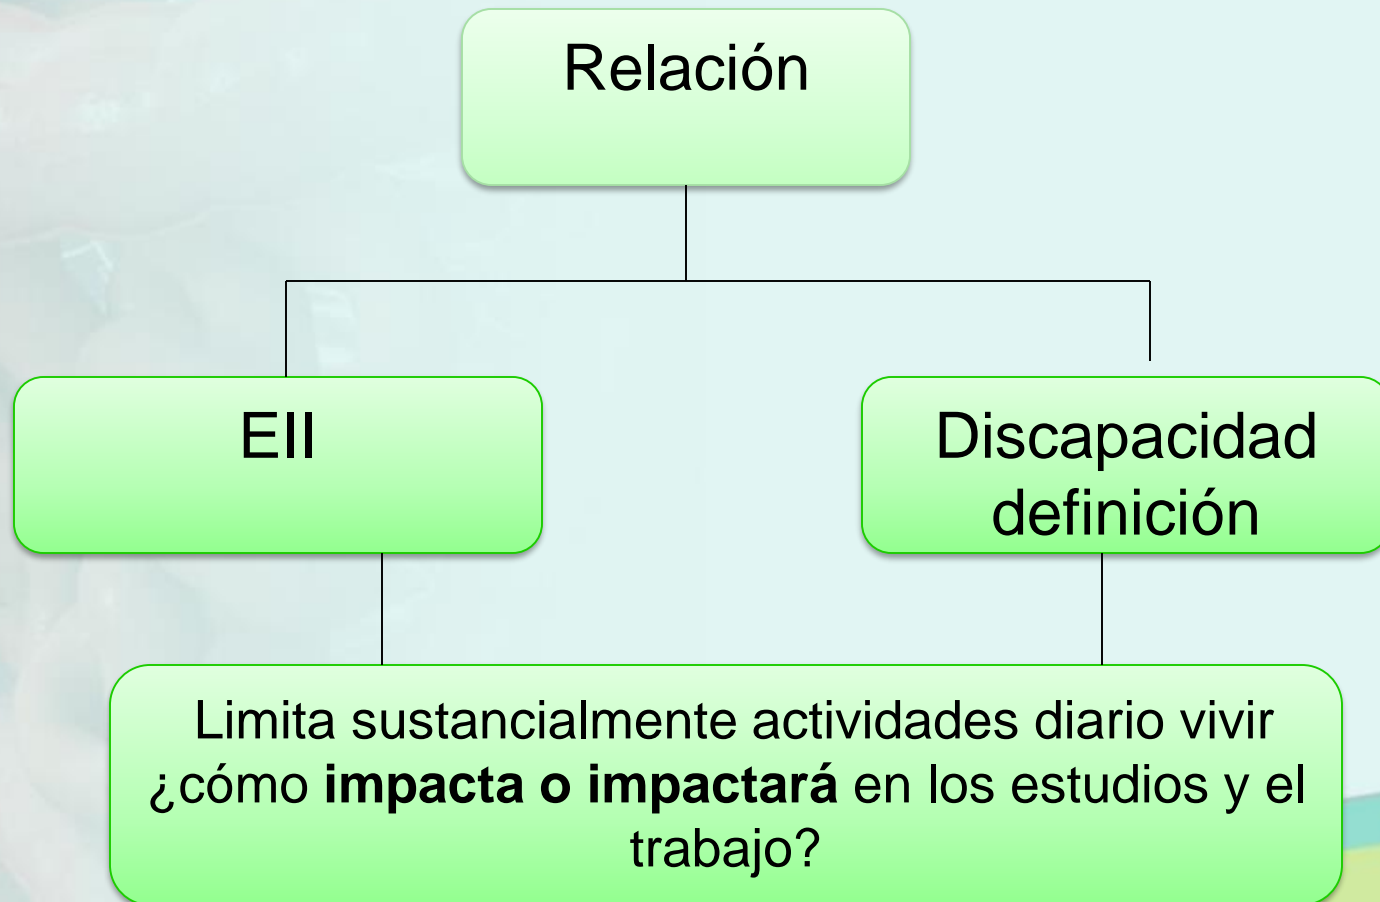 Relación
EII
Discapacidad
definición
Limita sustancialmente actividades diario vivir
¿cómo impacta o impactará en los estudios y el
trabajo?